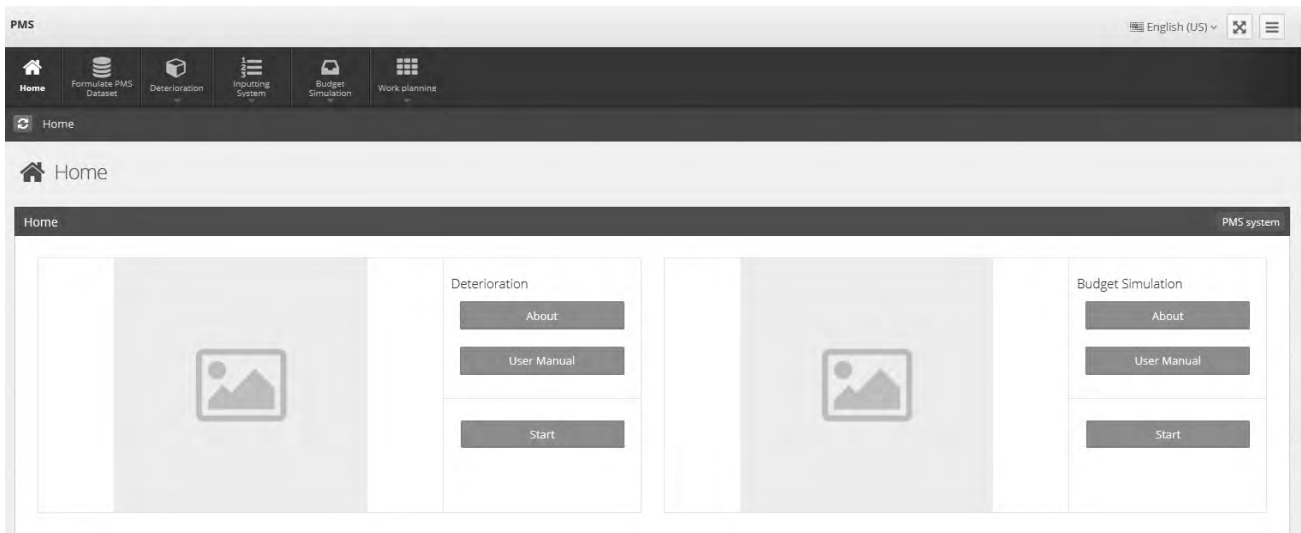 PMS
English (US)
Home
Formulate PMS
Dataset
Deterioration
Inputting
System
Budget
Simulation
Work planning
Home
Home
Home
PMS system
Deterioration
About
User Manual
Start
Budget Simulation
About
User Manual
Start